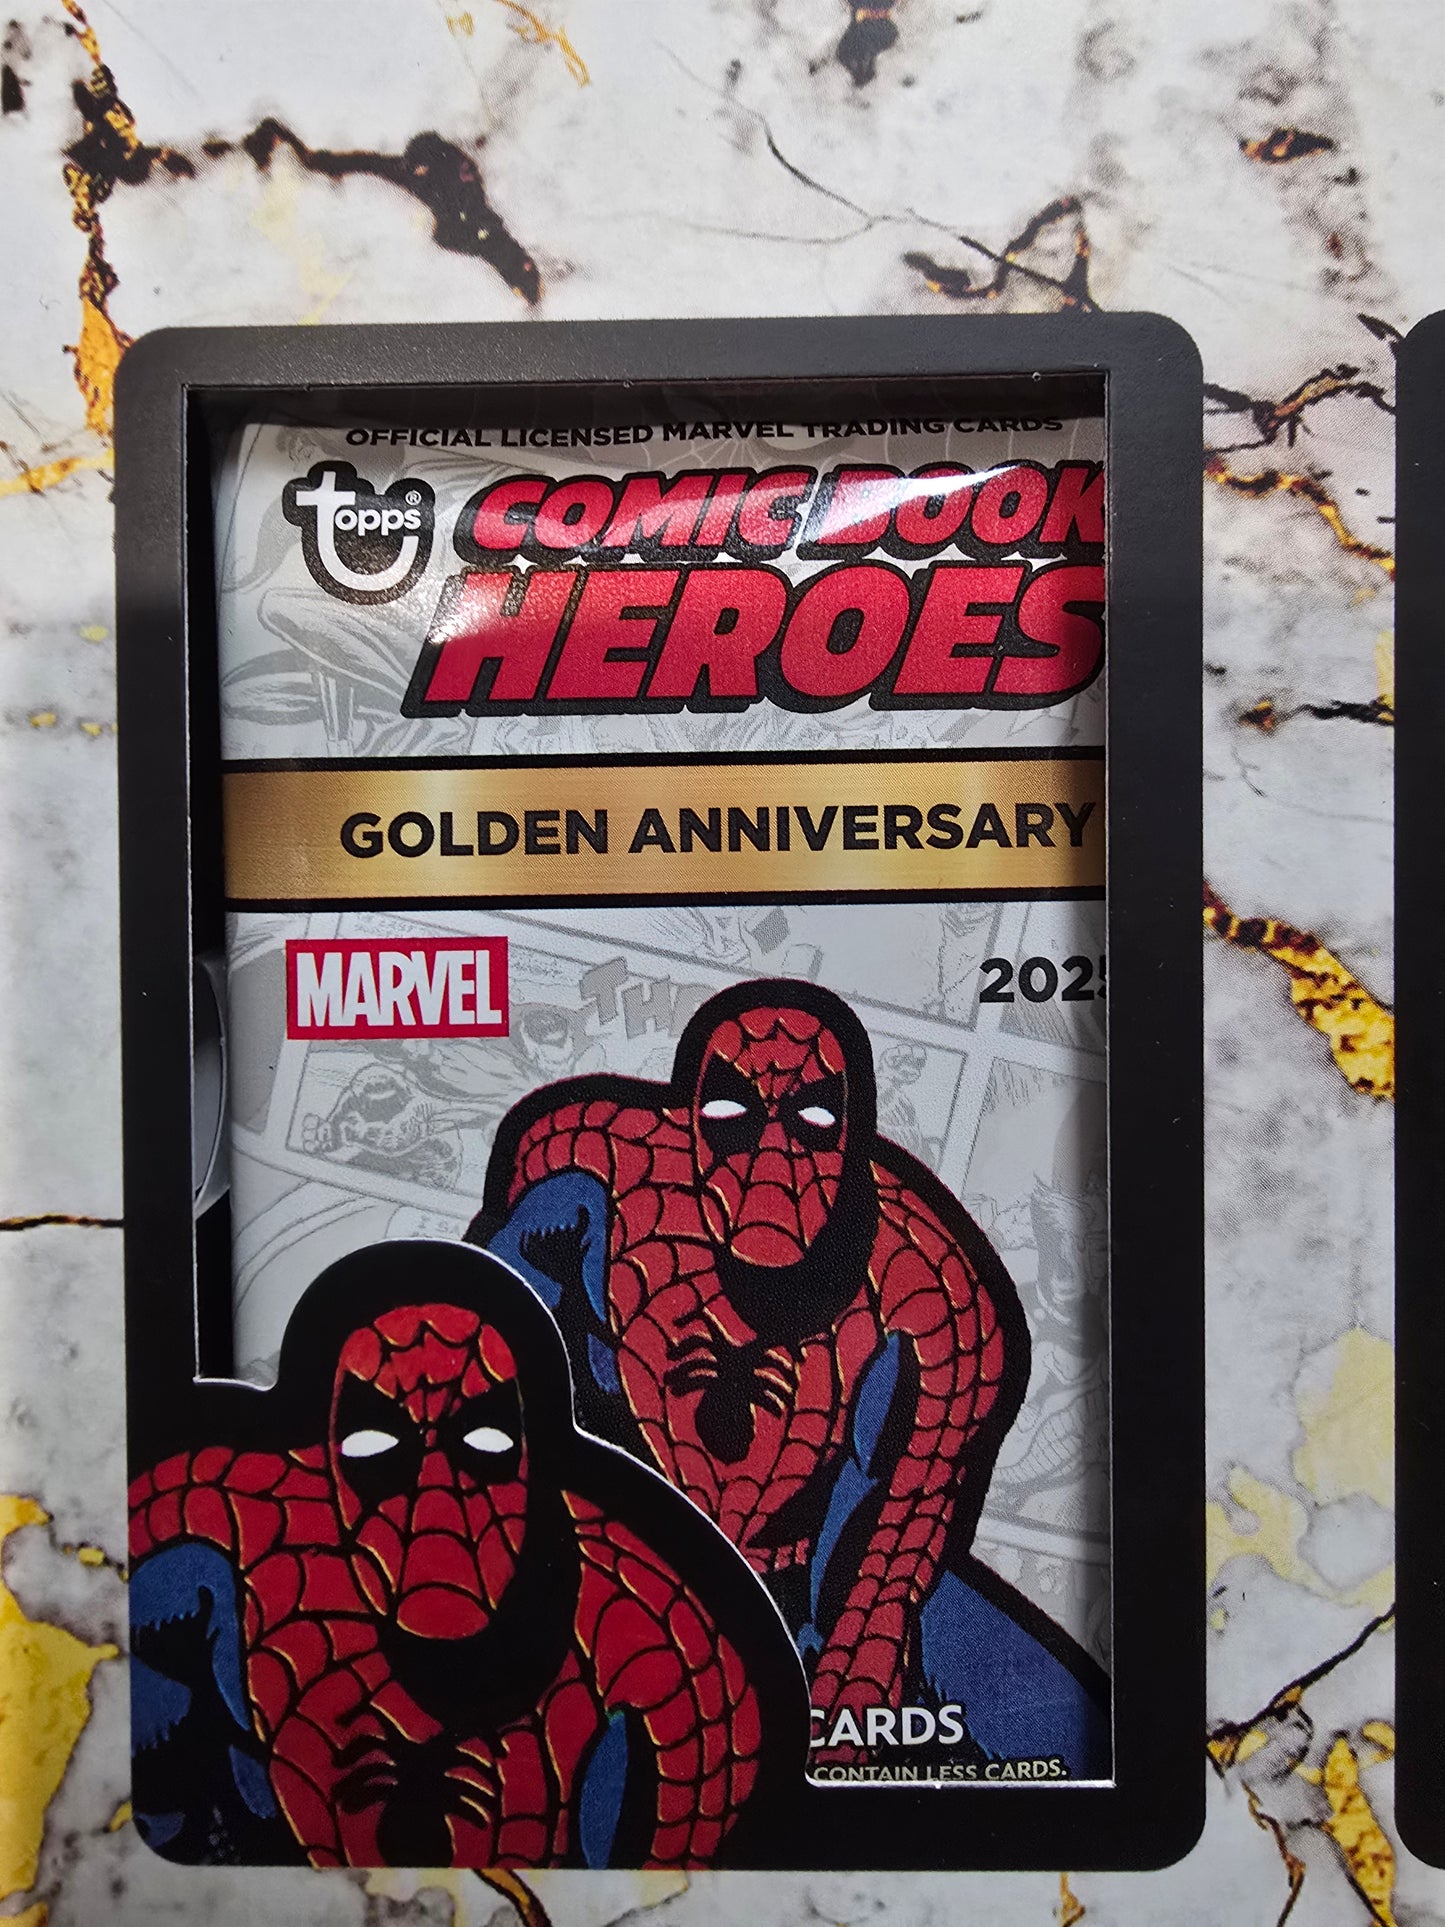 OFFICIAL LICENSED MARVEL TRADING CARDS
topps®
COMIC BOOK
HEROES
GOLDEN ANNIVERSARY
MARVEL
2025
CARDS
CONTAIN LESS CARDS.